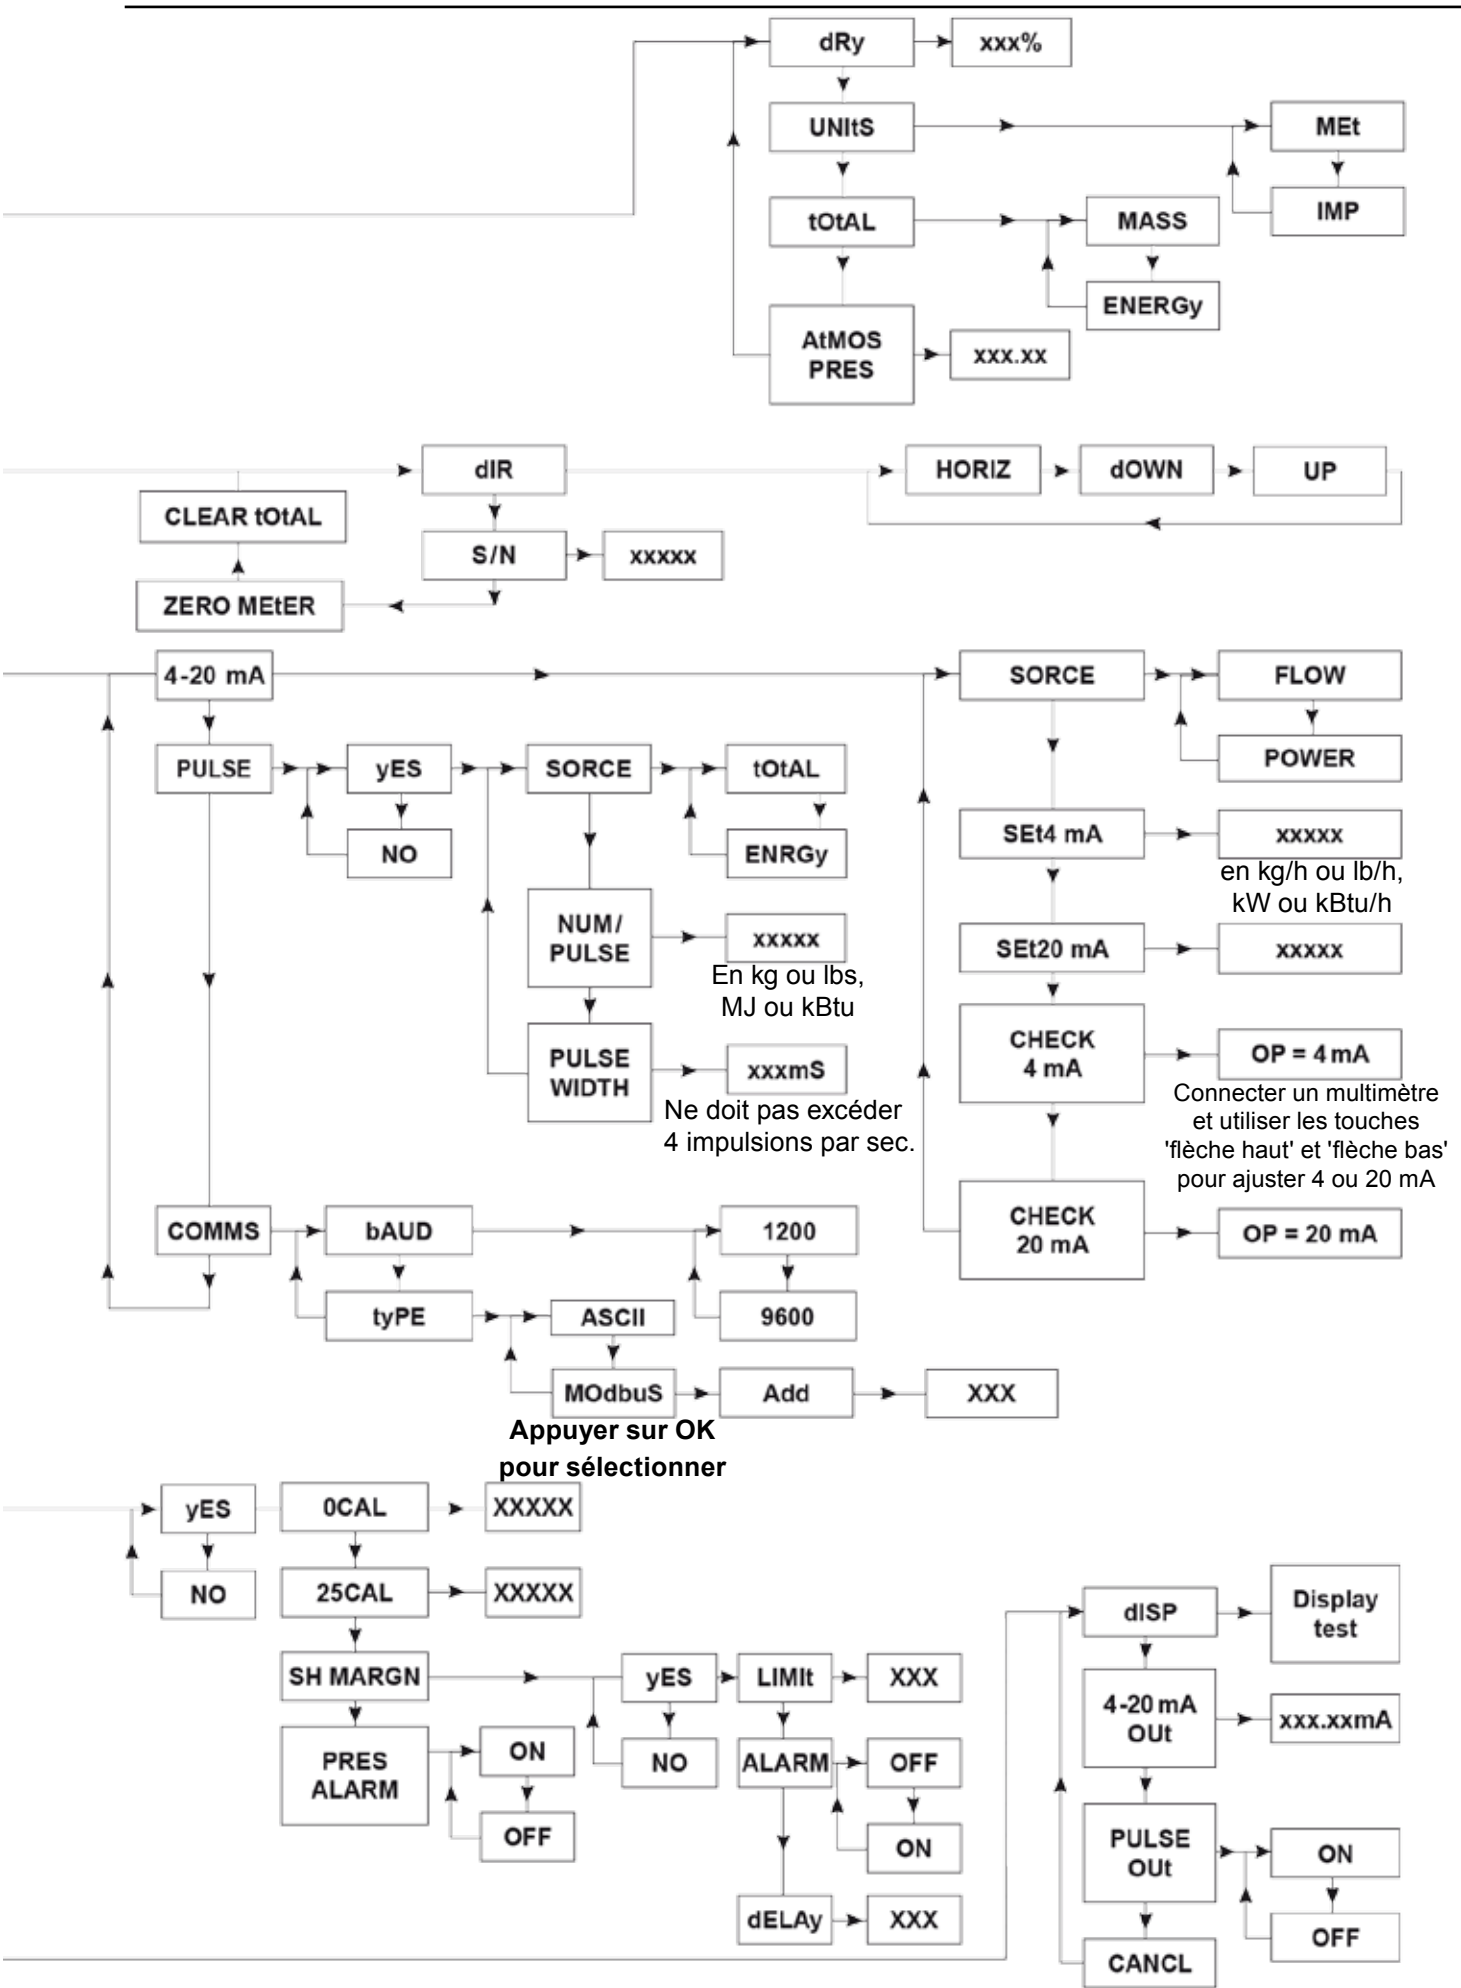 dRy
xxx%
UNItS
MEt
IMP
tOtAL
MASS
ENERGy
AtMOS
PRES
xxx.xx
dIR
HORIZ
dOWN
UP
CLEAR tOtAL
S/N
xxxxx
ZERO MEtER
4-20 mA
SORCE
FLOW
POWER
PULSE
yES
SORCE
tOtAL
NO
ENRGy
SEt4 mA
xxxxx
en kg/h ou lb/h,
kW ou kBtu/h
NUM/
PULSE
xxxxx
En kg ou lbs,
MJ ou kBtu
SEt20 mA
xxxxx
PULSE
WIDTH
xxxmS
Ne doit pas excéder
4 impulsions par sec.
CHECK
4 mA
OP = 4 mA
Connecter un multimètre
et utiliser les touches
'flèche haut' et 'flèche bas'
pour ajuster 4 ou 20 mA
CHECK
20 mA
OP = 20 mA
COMMS
bAUD
1200
9600
tyPE
ASCII
MOdbuS
Add
XXX
Appuyer sur OK
pour sélectionner
yES
0CAL
XXXXX
NO
25CAL
XXXXX
SH MARGN
yES
LIMIt
XXX
NO
PRES
ALARM
ON
OFF
ALARM
OFF
ON
dELAy
XXX
dISP
Display
test
4-20 mA
OUt
xxx.xxmA
PULSE
OUt
ON
OFF
CANCL